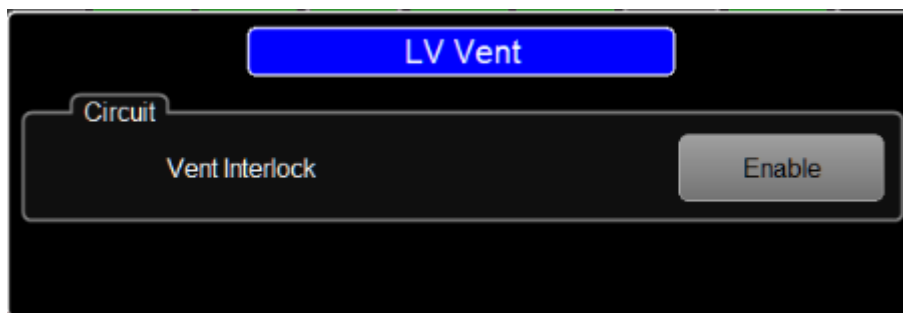 LV Vent
Circuit
Vent Interlock
Enable